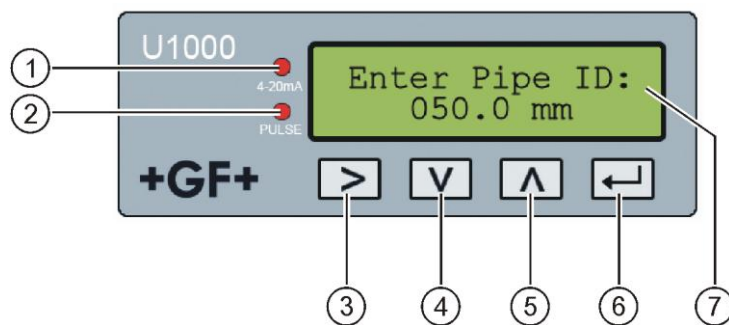 U1000
1
4-20mA
2
PULSE
Enter Pipe ID:
050.0 mm
+GF+
> V Λ ↵
3 4 5 6 7